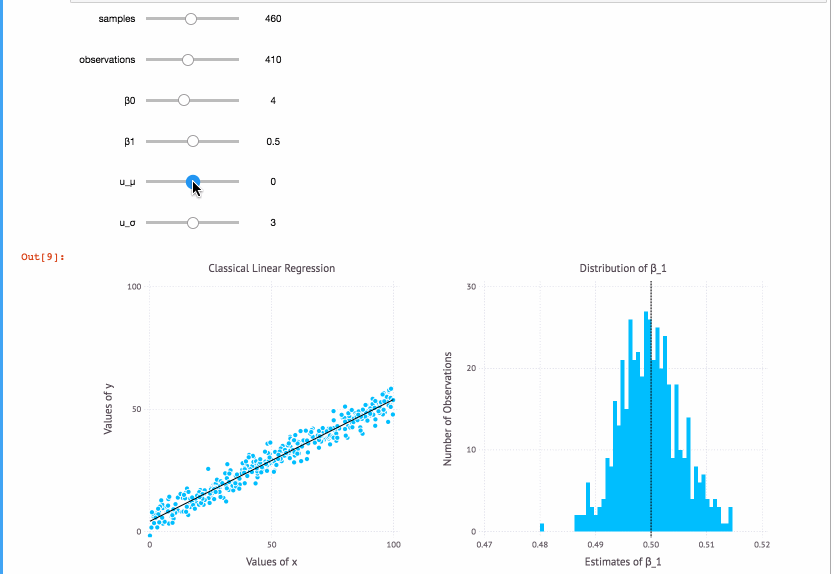 samples 460
observations 410
β0 4
β1 0.5
u_μ 0
u_σ 3
Out[9]:
Classical Linear Regression
Distribution of β_1
100
50
0
Values of y
0 50 100
Values of x
30
20
10
0
Number of Observations
0.47 0.48 0.49 0.50 0.51 0.52
Estimates of β_1